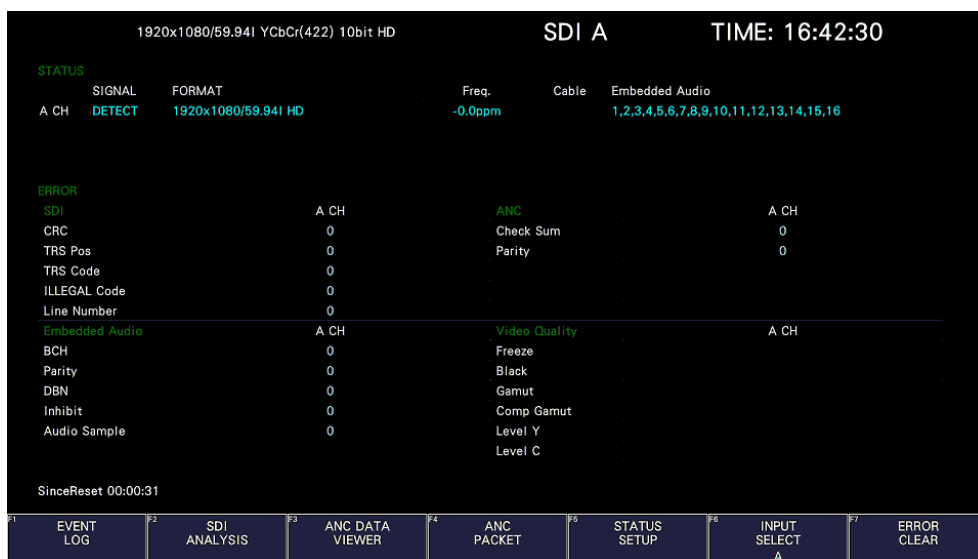 1920x1080/59.94I YCbCr(422) 10bit HD SDI A TIME: 16:42:30
STATUS
SIGNAL FORMAT Freq. Cable Embedded Audio
A CH DETECT 1920x1080/59.94I HD -0.0ppm 1,2,3,4,5,6,7,8,9,10,11,12,13,14,15,16
ERROR
SDI A CH ANC A CH
CRC 0 Check Sum 0
TRS Pos 0 Parity 0
TRS Code 0
ILLEGAL Code 0
Line Number 0
Embedded Audio A CH Video Quality A CH
BCH 0 Freeze
Parity 0 Black
DBN 0 Gamut
Inhibit 0 Comp Gamut
Audio Sample 0 Level Y
Level C
SinceReset 00:00:31
F1 EVENT LOG
F2 SDI ANALYSIS
F3 ANC DATA VIEWER
F4 ANC PACKET
F5 STATUS SETUP
F6 INPUT SELECT A
F7 ERROR CLEAR